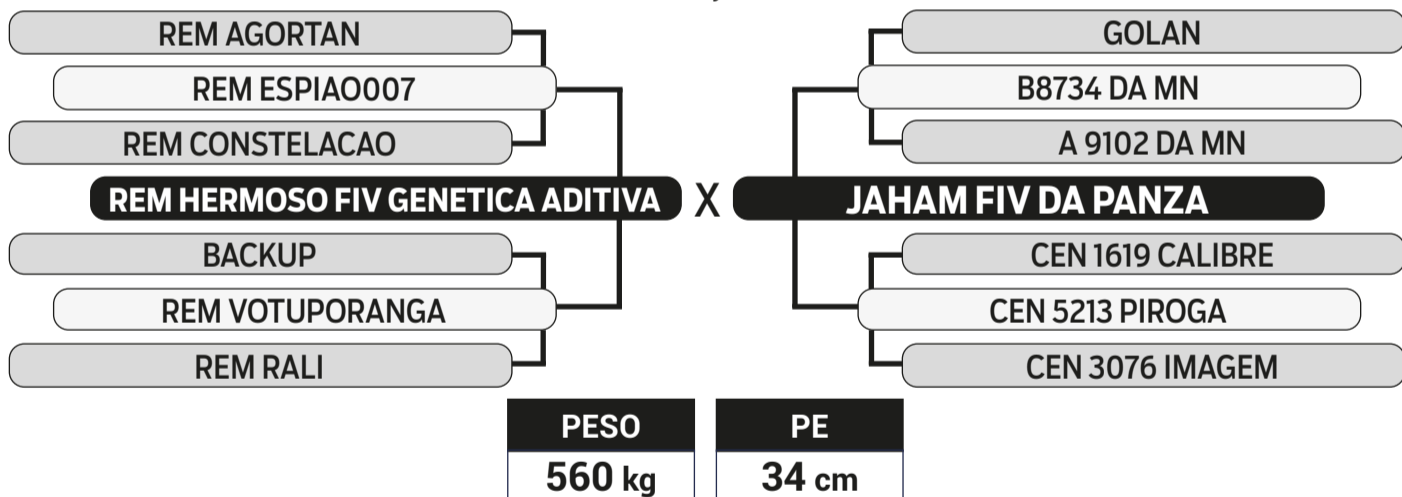 REM AGORTAN
REM ESPIAO007
REM CONSTELACAO
REM HERMOSO FIV GENETICA ADITIVA
BACKUP
REM VOTUPORANGA
REM RALI
X
GOLAN
B8734 DA MN
A 9102 DA MN
JAHAM FIV DA PANZA
CEN 1619 CALIBRE
CEN 5213 PIROGA
CEN 3076 IMAGEM
PESO
560 kg
PE
34 cm